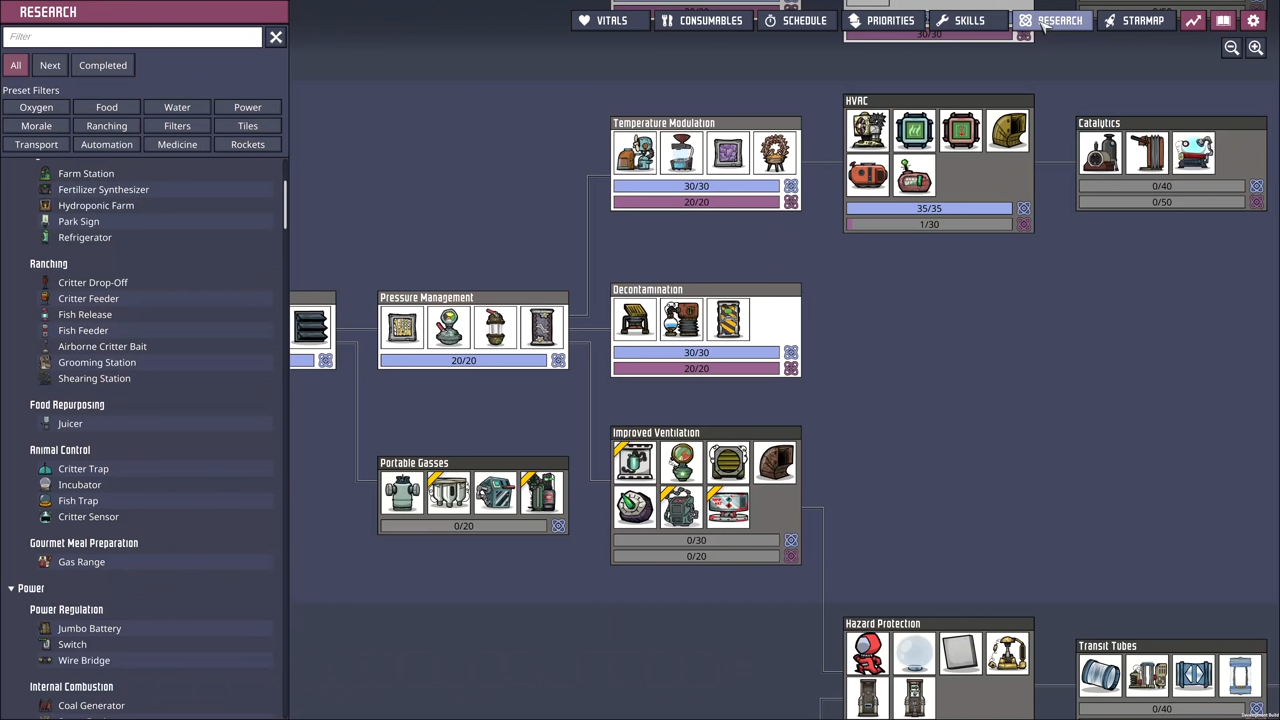 RESEARCH
VITALS
CONSUMABLES
SCHEDULE
PRIORITIES
SKILLS
RESEARCH
STARMAP
Filter
30/30
All
Next
Completed
Preset Filters
Oxygen
Food
Water
Power
Morale
Ranching
Filters
Tiles
Transport
Automation
Medicine
Rockets
Farm Station
Fertilizer Synthesizer
Hydroponic Farm
Park Sign
Refrigerator
Ranching
Critter Drop-Off
Critter Feeder
Fish Release
Fish Feeder
Airborne Critter Bait
Grooming Station
Shearing Station
Food Repurposing
Juicer
Animal Control
Critter Trap
Incubator
Fish Trap
Critter Sensor
Gourmet Meal Preparation
Gas Range
Power
Power Regulation
Jumbo Battery
Switch
Wire Bridge
Internal Combustion
Coal Generator
Pressure Management
20/20
Portable Gasses
0/20
Temperature Modulation
30/30
20/20
Decontamination
30/30
20/20
Improved Ventilation
0/30
0/20
HVAC
35/35
1/30
Hazard Protection
Catalytics
0/40
0/50
Transit Tubes
0/40
Development Build